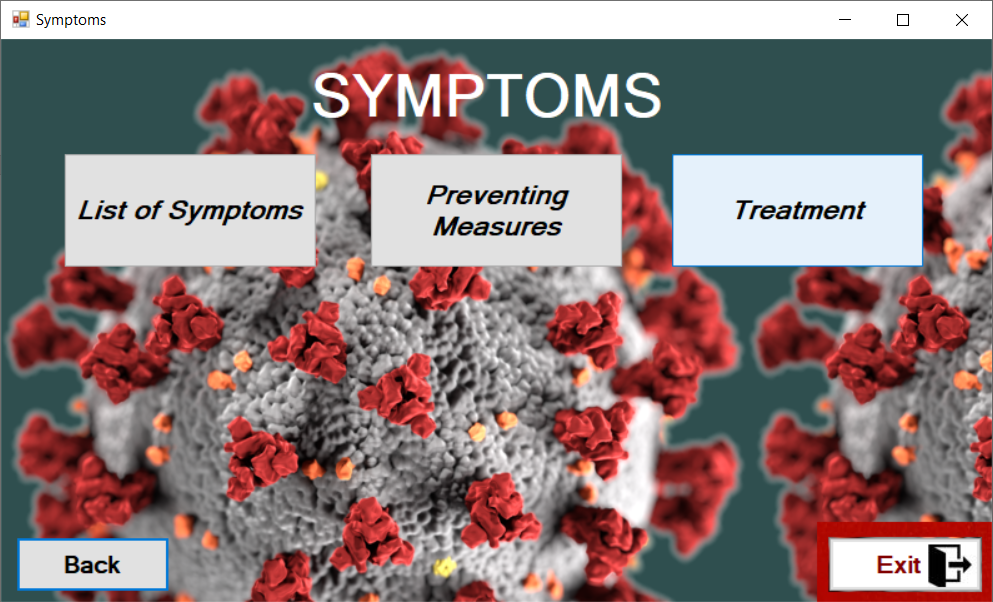 Symptoms
SYMPTOMS
List of Symptoms
Preventing
Measures
Treatment
Back
Exit